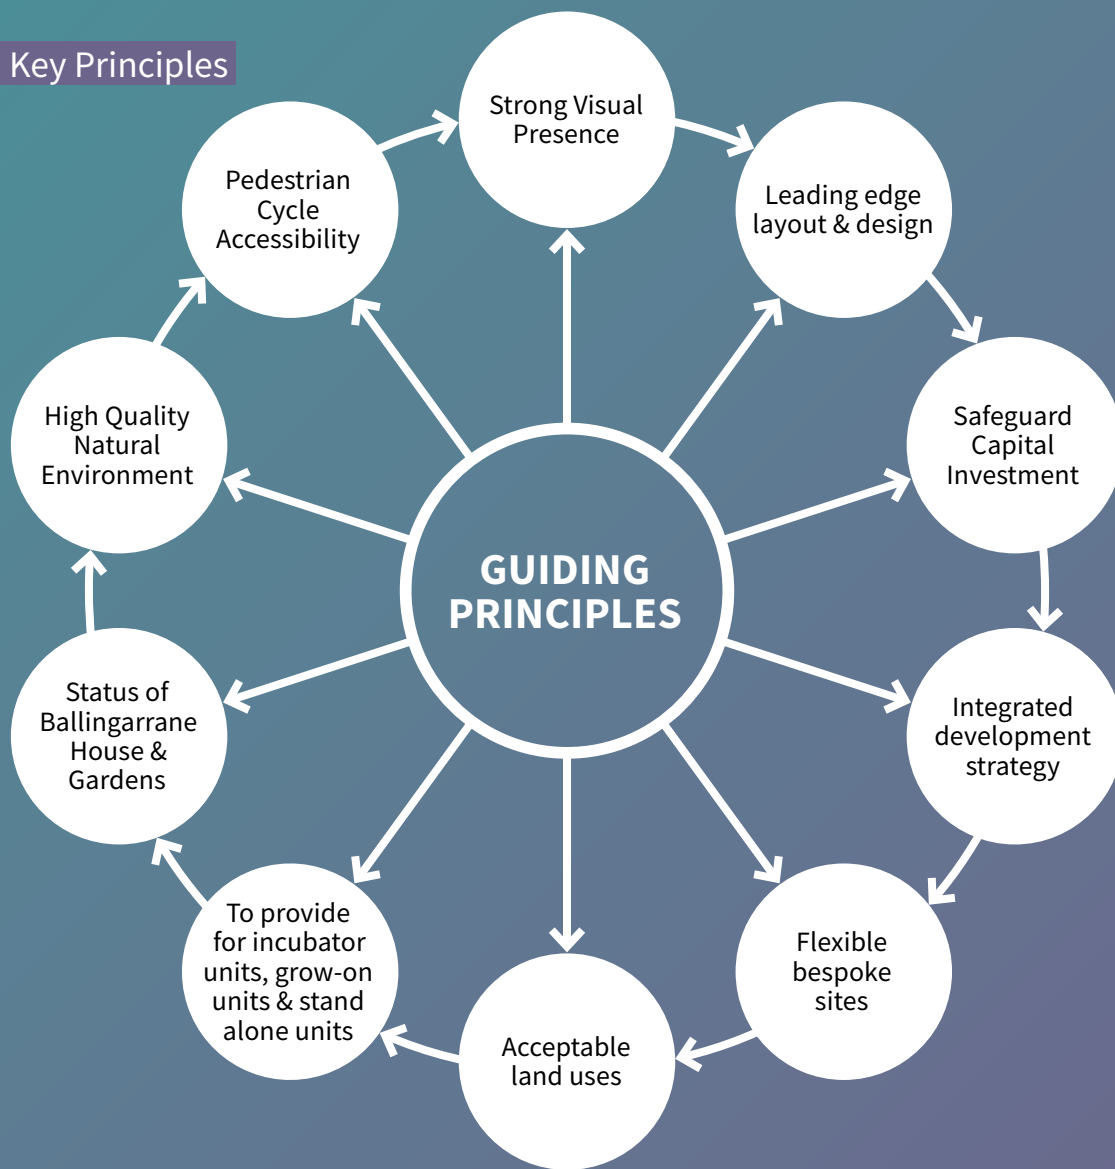 Key Principles
Strong Visual
Presence
Leading edge
layout & design
Safeguard
Capital
Investment
Integrated
development
strategy
Flexible
bespoke
sites
Acceptable
land uses
To provide
for incubator
units, grow-on
units & stand
alone units
Status of
Ballingarrane
House &
Gardens
High Quality
Natural
Environment
Pedestrian
Cycle
Accessibility
GUIDING
PRINCIPLES